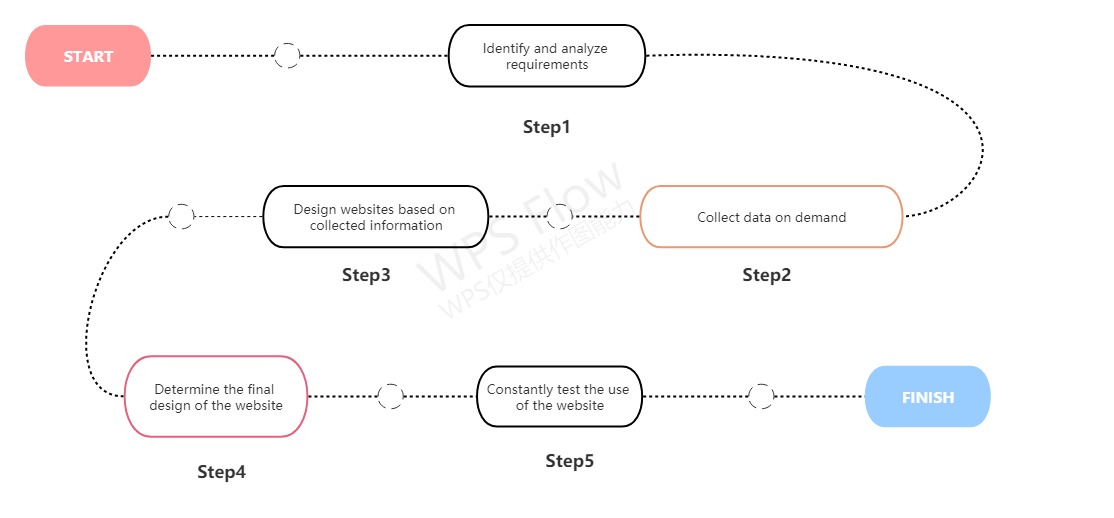 START
Identify and analyze
requirements
Step1
Design websites based on
collected information
Step3
Collect data on demand
Step2
WPS Flow
WPS仅提供作图能力
Determine the final
design of the website
Step4
Constantly test the use
of the website
Step5
FINISH